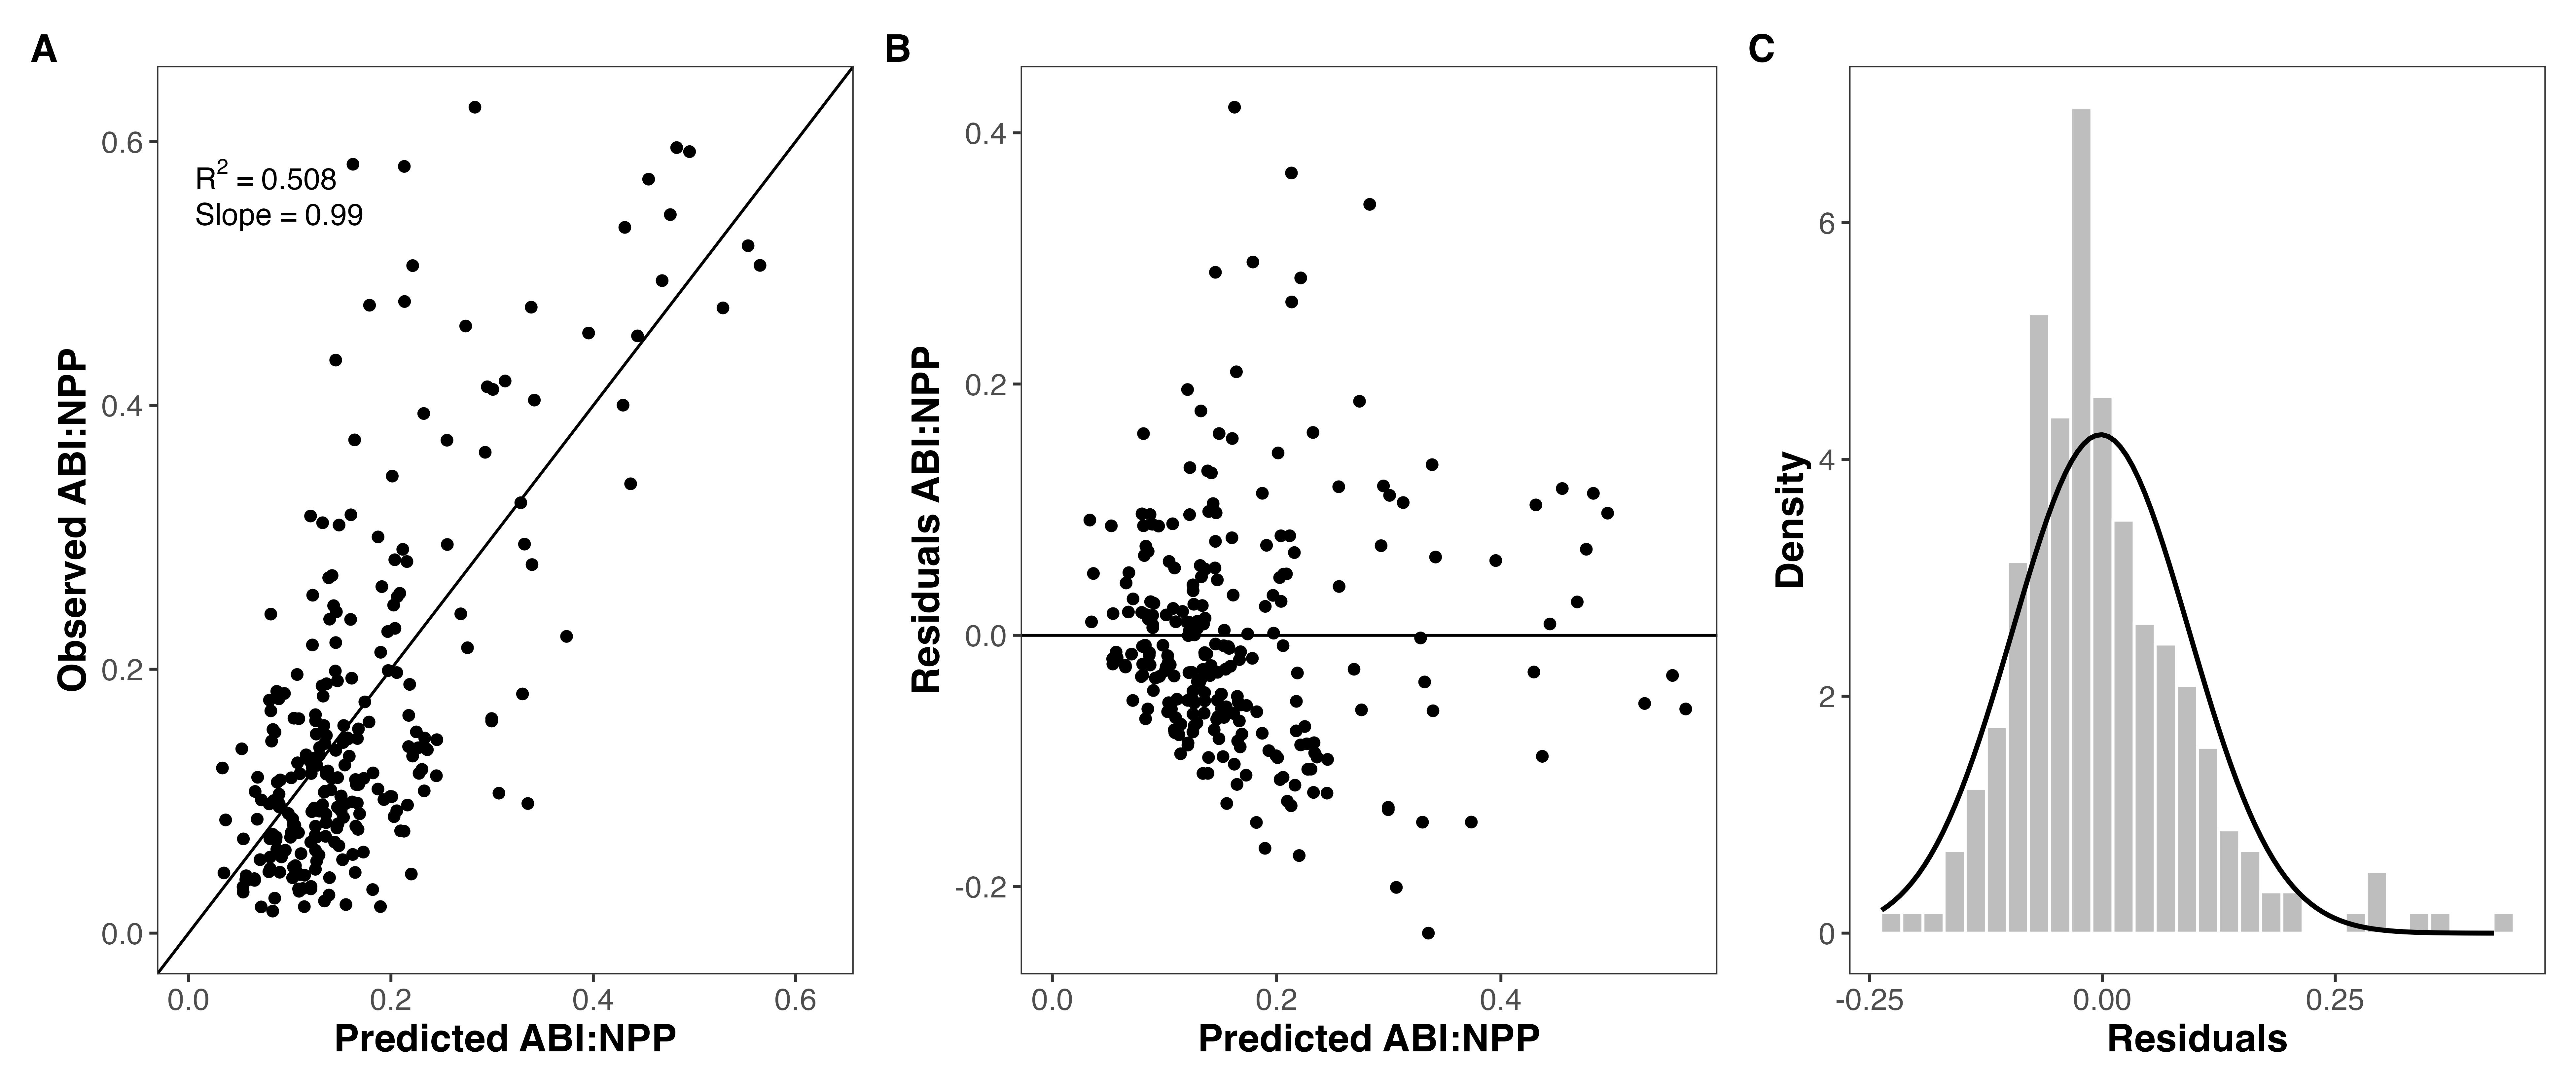 A
B
C
R² = 0.508
Slope = 0.99
Observed ABI:NPP
0.6
0.4
0.2
0.0
0.0 0.2 0.4 0.6
Predicted ABI:NPP
Residuals ABI:NPP
0.4
0.2
0.0
-0.2
0.0 0.2 0.4
Predicted ABI:NPP
Density
6
4
2
0
-0.25 0.00 0.25
Residuals